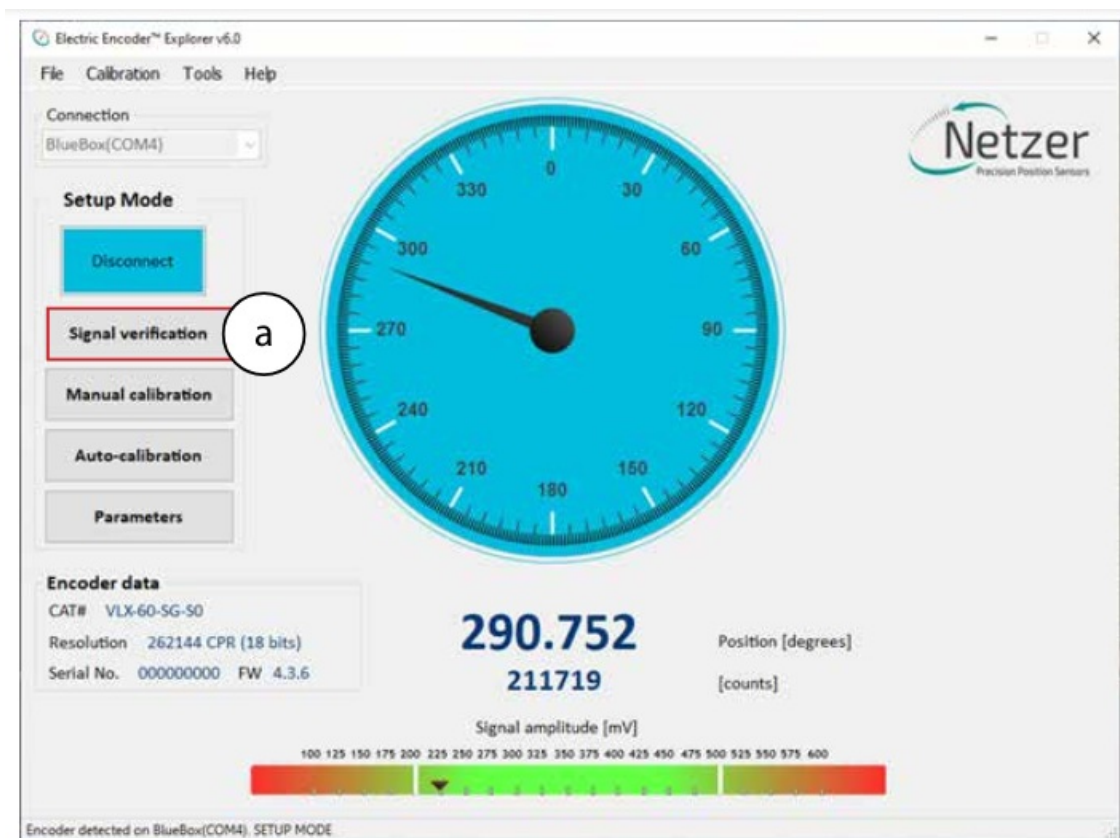 Electric Encoder™ Explorer v6.0
File Calibration Tools Help
Connection
BlueBox(COM4)
Netzer
Precision Position Sensors
Setup Mode
Disconnect
Signal verification
a
Manual calibration
Auto-calibration
Parameters
0
30
60
90
120
150
180
210
240
270
300
330
Encoder data
CAT# VLX-60-SG-S0
Resolution 262144 CPR (18 bits)
Serial No. 000000000 FW 4.3.6
290.752 Position [degrees]
211719 [counts]
Signal amplitude [mV]
100 125 150 175 200 225 250 275 300 325 350 375 400 425 450 475 500 525 550 575 600
Encoder detected on BlueBox(COM4). SETUP MODE